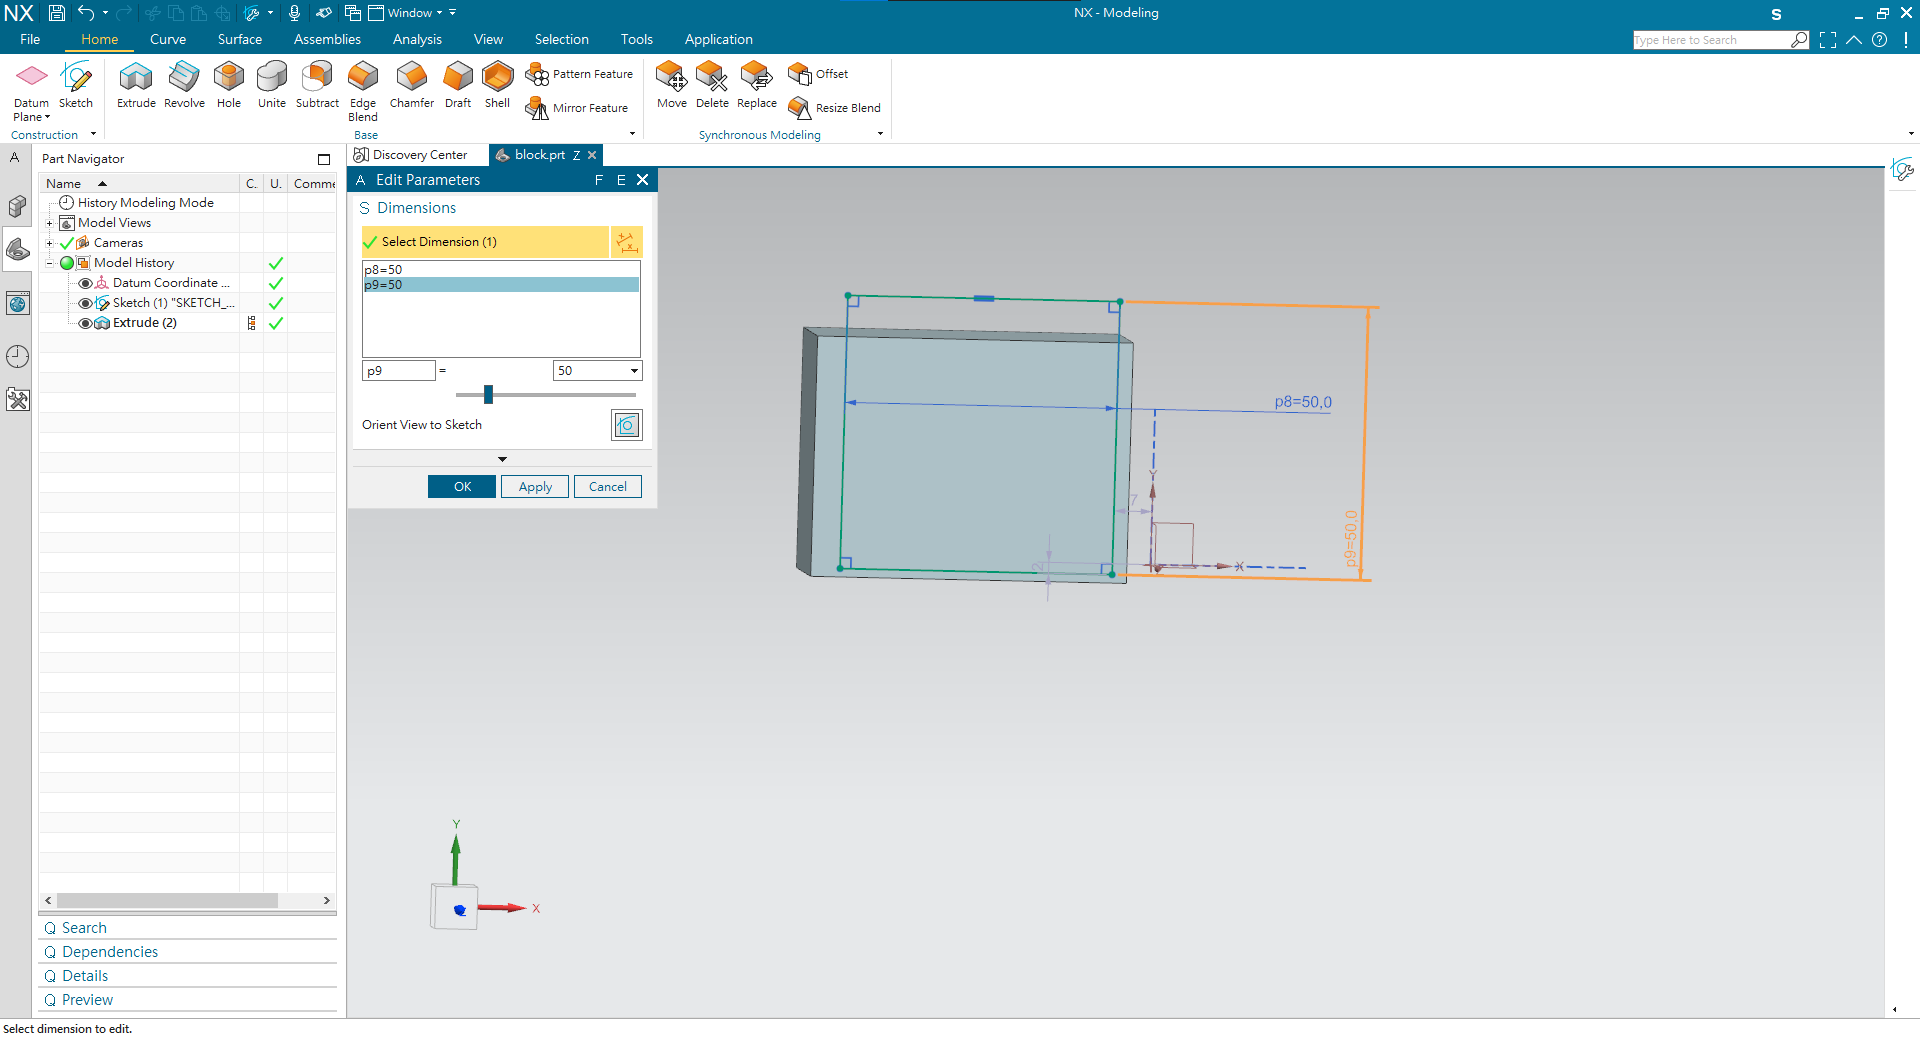 NX
Window
NX - Modeling
S
File
Home
Curve
Surface
Assemblies
Analysis
View
Selection
Tools
Application
Type Here to Search
Datum Plane
Sketch
Extrude
Revolve
Hole
Unite
Subtract
Edge Blend
Chamfer
Draft
Shell
Pattern Feature
Mirror Feature
Move
Delete
Replace
Offset
Resize Blend
Construction
Base
Synchronous Modeling
A
Part Navigator
Name
C.
U.
Comme
History Modeling Mode
Model Views
Cameras
Model History
Datum Coordinate ...
Sketch (1) "SKETCH_...
Extrude (2)
Q Search
Q Dependencies
Q Details
Q Preview
Discovery Center
block.prt Z
A Edit Parameters F E
S Dimensions
Select Dimension (1)
p8=50
p9=50
p9 = 50
Orient View to Sketch
OK
Apply
Cancel
p8=50,0
p9=50,0
7
2
Y
X
Y
X
Select dimension to edit.